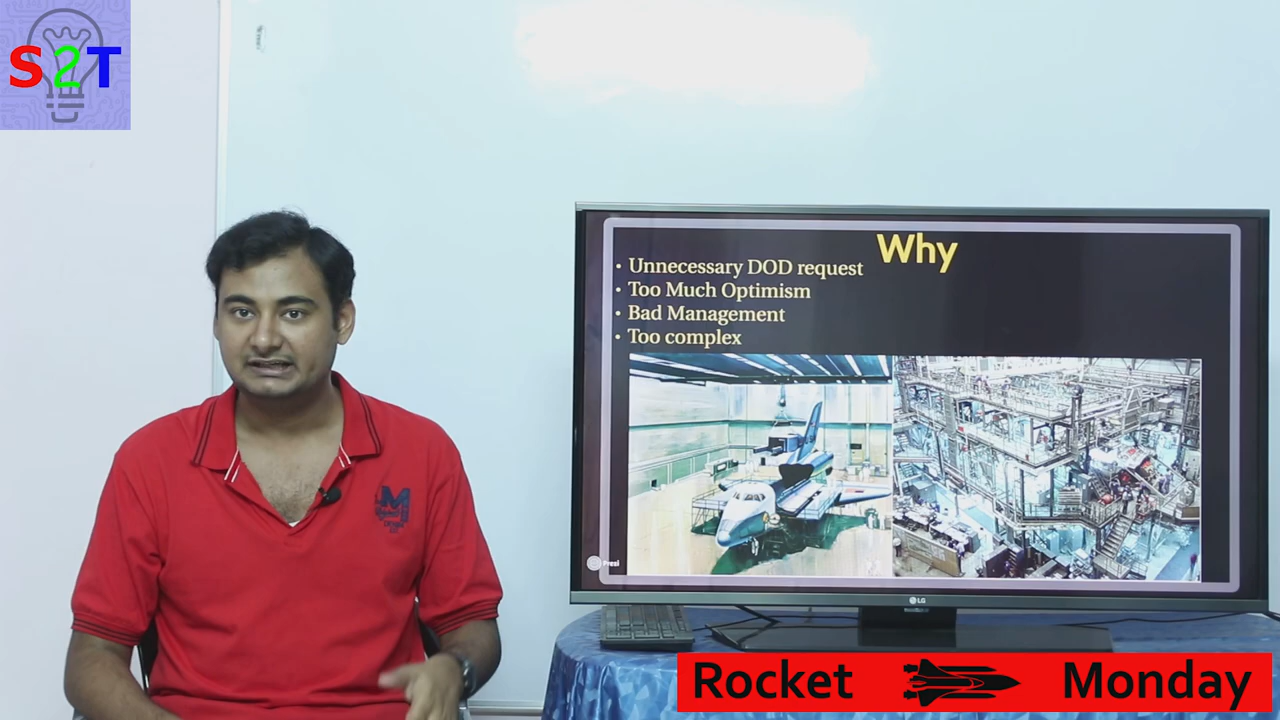 S2T
Why
• Unnecessary DOD request
• Too Much Optimism
• Bad Management
• Too complex
Prezi
LG
M
Rocket Monday